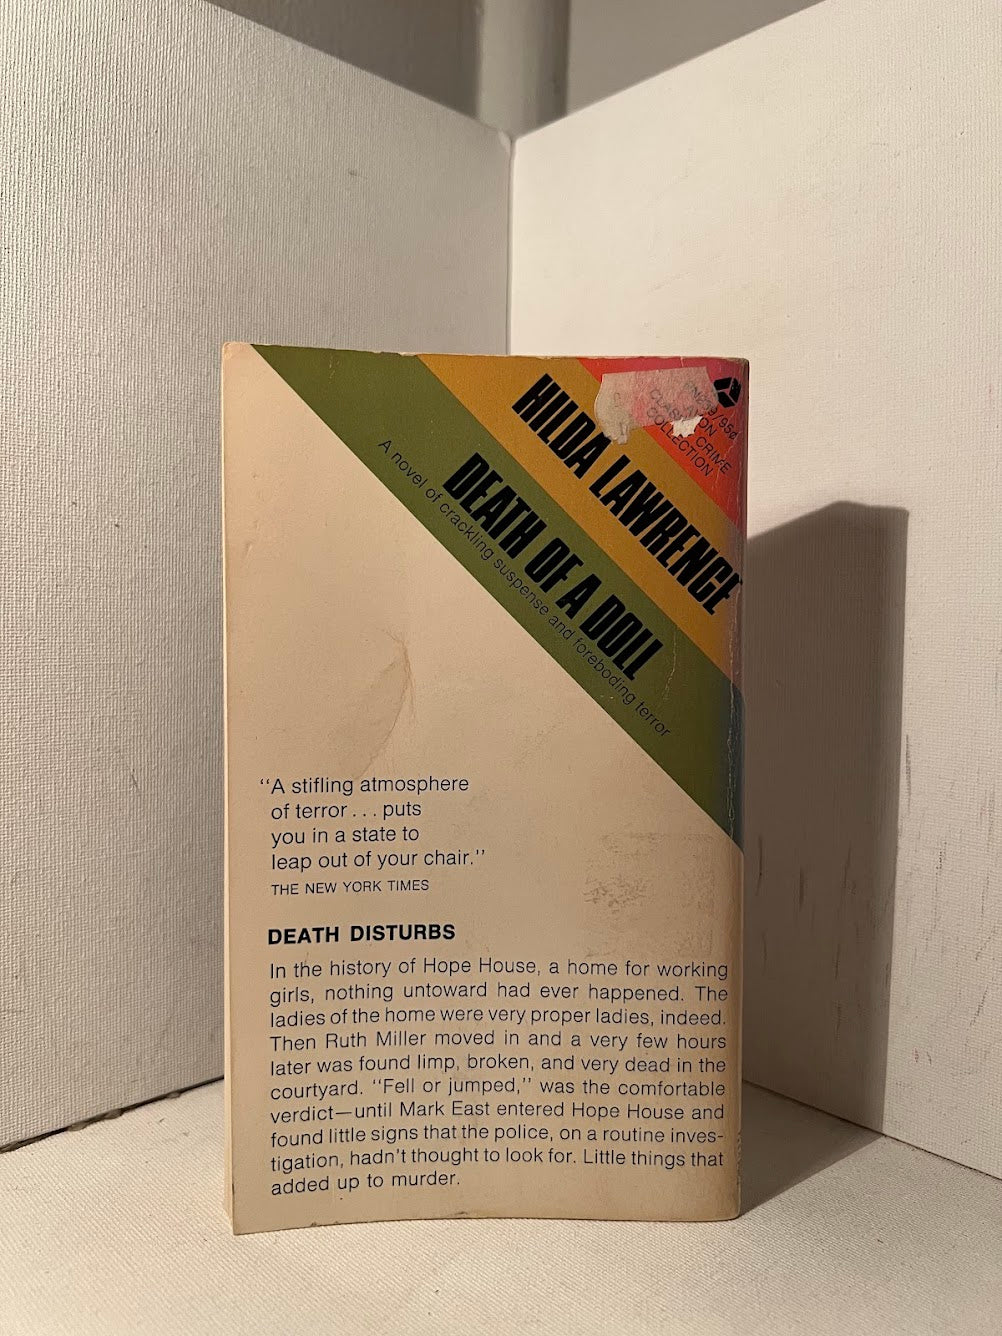 HILDA LAWRENCE
DEATH OF A DOLL
A novel of crackling suspense and foreboding terror
/95¢
CRIME
COLLECTION
“A stifling atmosphere
of terror . . . puts
you in a state to
leap out of your chair.”
THE NEW YORK TIMES
DEATH DISTURBS
In the history of Hope House, a home for working
girls, nothing untoward had ever happened. The
ladies of the home were very proper ladies, indeed.
Then Ruth Miller moved in and a very few hours
later was found limp, broken, and very dead in the
courtyard. “Fell or jumped,” was the comfortable
verdict—until Mark East entered Hope House and
found little signs that the police, on a routine inves-
tigation, hadn’t thought to look for. Little things that
added up to murder.